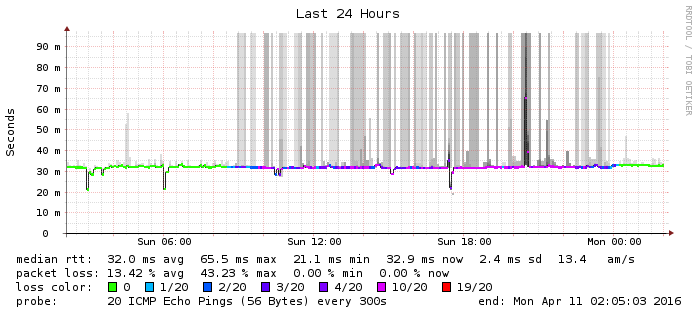 Last 24 Hours
RRDTOOL / TOBI OETIKER
Seconds
90 m
80 m
70 m
60 m
50 m
40 m
30 m
20 m
10 m
0
Sun 06:00 Sun 12:00 Sun 18:00 Mon 00:00
median rtt: 32.0 ms avg 65.5 ms max 21.1 ms min 32.9 ms now 2.4 ms sd 13.4 am/s
packet loss: 13.42 % avg 43.23 % max 0.00 % min 0.00 % now
loss color: 0 1/20 2/20 3/20 4/20 10/20 19/20
probe: 20 ICMP Echo Pings (56 Bytes) every 300s end: Mon Apr 11 02:05:03 2016